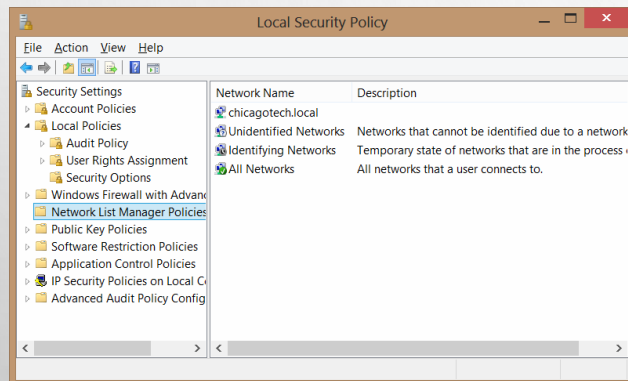 Local Security Policy
File Action View Help
Security Settings
Account Policies
Local Policies
Audit Policy
User Rights Assignment
Security Options
Windows Firewall with Advan
Network List Manager Policies
Public Key Policies
Software Restriction Policies
Application Control Policies
IP Security Policies on Local C
Advanced Audit Policy Config
Network Name Description
chicagotech.local
Unidentified Networks Networks that cannot be identified due to a network
Identifying Networks Temporary state of networks that are in the process
All Networks All networks that a user connects to.